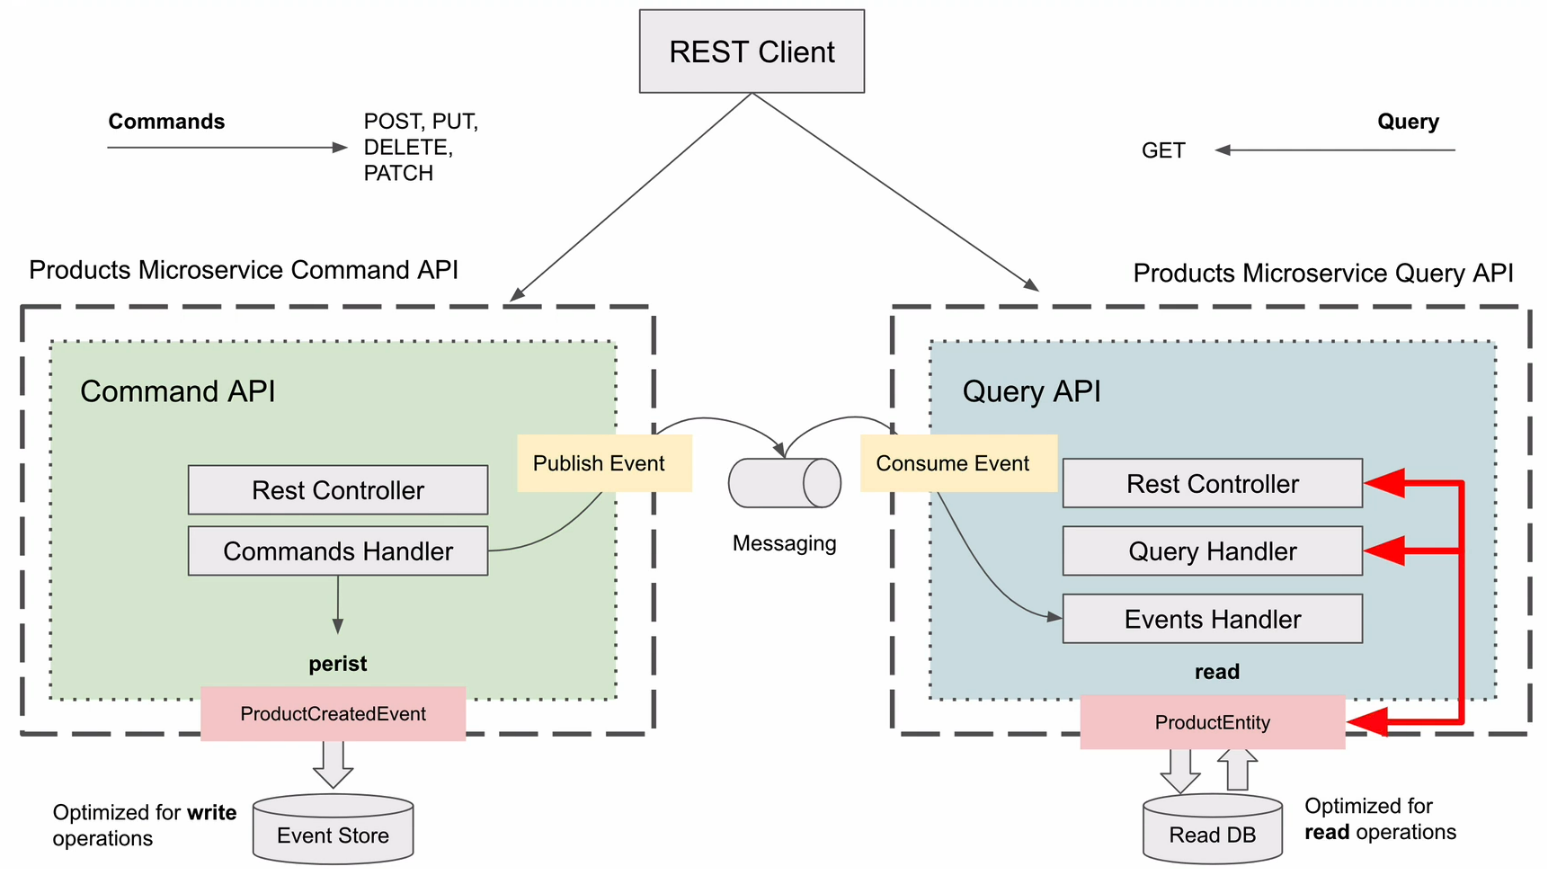 REST Client
Commands
POST, PUT,
DELETE,
PATCH
Query
GET
Products Microservice Command API
Products Microservice Query API
Command API
Query API
Publish Event
Consume Event
Rest Controller
Commands Handler
Messaging
Rest Controller
Query Handler
Events Handler
perist
read
ProductCreatedEvent
ProductEntity
Optimized for write
operations
Event Store
Read DB
Optimized for
read operations